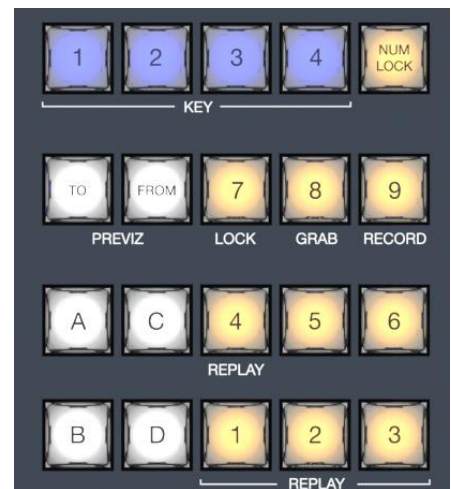 1 2 3 4 NUM LOCK
KEY
TO FROM 7 8 9
PREVIZ LOCK GRAB RECORD
A C 4 5 6
REPLAY
B D 1 2 3
REPLAY